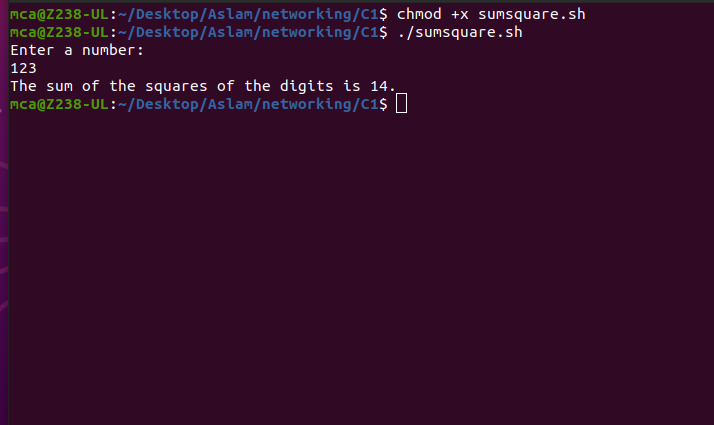 mca@Z238-UL:~/Desktop/Aslam/networking/C1$ chmod +x sumsquare.sh
mca@Z238-UL:~/Desktop/Aslam/networking/C1$ ./sumsquare.sh
Enter a number:
123
The sum of the squares of the digits is 14.
mca@Z238-UL:~/Desktop/Aslam/networking/C1$